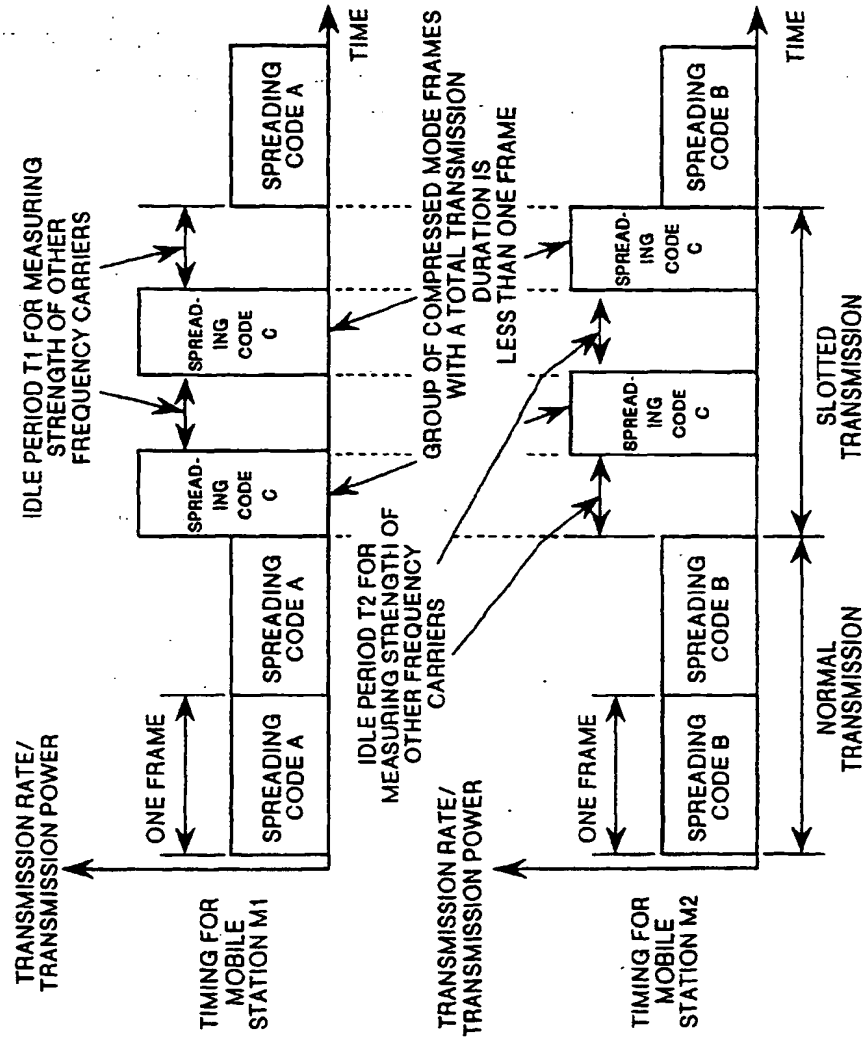 TRANSMISSION RATE/
TRANSMISSION POWER
TIMING FOR
MOBILE
STATION M1
ONE FRAME
SPREADING
CODE A
SPREADING
CODE A
SPREAD-
ING
CODE
C
SPREAD-
ING
CODE
C
SPREADING
CODE A
TIME
IDLE PERIOD T1 FOR MEASURING
STRENGTH OF OTHER
FREQUENCY CARRIERS
GROUP OF COMPRESSED MODE FRAMES
WITH A TOTAL TRANSMISSION
DURATION IS
LESS THAN ONE FRAME
IDLE PERIOD T2 FOR
MEASURING STRENGTH OF
OTHER FREQUENCY
CARRIERS
TRANSMISSION RATE/
TRANSMISSION POWER
TIMING FOR
MOBILE
STATION M2
ONE FRAME
SPREADING
CODE B
SPREADING
CODE B
SPREAD-
ING
CODE
C
SPREAD-
ING
CODE
C
SPREADING
CODE B
TIME
NORMAL
TRANSMISSION
SLOTTED
TRANSMISSION